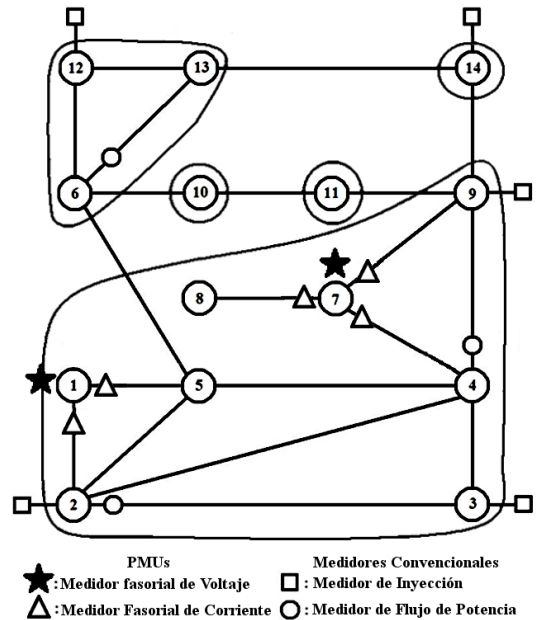 12
13
14
6
10
11
9
8
7
1
5
4
2
3
PMUs
Medidores Convencionales
: Medidor fasorial de Voltaje
: Medidor de Inyección
: Medidor Fasorial de Corriente
: Medidor de Flujo de Potencia